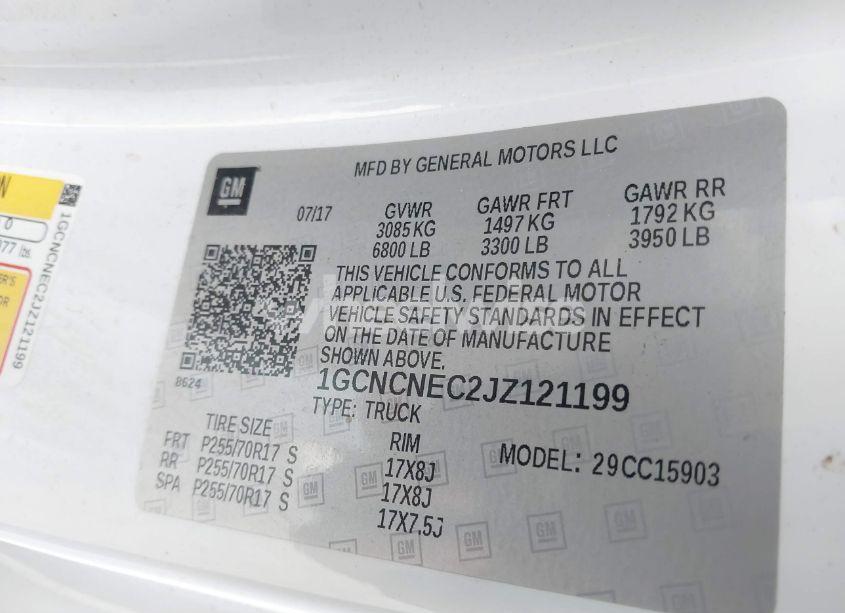 MFD BY GENERAL MOTORS LLC
GM
07/17
GVWR GAWR FRT GAWR RR
3085 KG 1497 KG 1792 KG
6800 LB 3300 LB 3950 LB
THIS VEHICLE CONFORMS TO ALL
APPLICABLE U.S. FEDERAL MOTOR
VEHICLE SAFETY STANDARDS IN EFFECT
ON THE DATE OF MANUFACTURE
SHOWN ABOVE.
8624
1GCNCNEC2JZ121199
TYPE: TRUCK
TIRE SIZE RIM
FRT P255/70R17 S 17X8J
RR P255/70R17 S 17X8J
SPA P255/70R17 S 17X7.5J
MODEL: 29CC15903
1GCNCNEC2JZ121199
lbs.